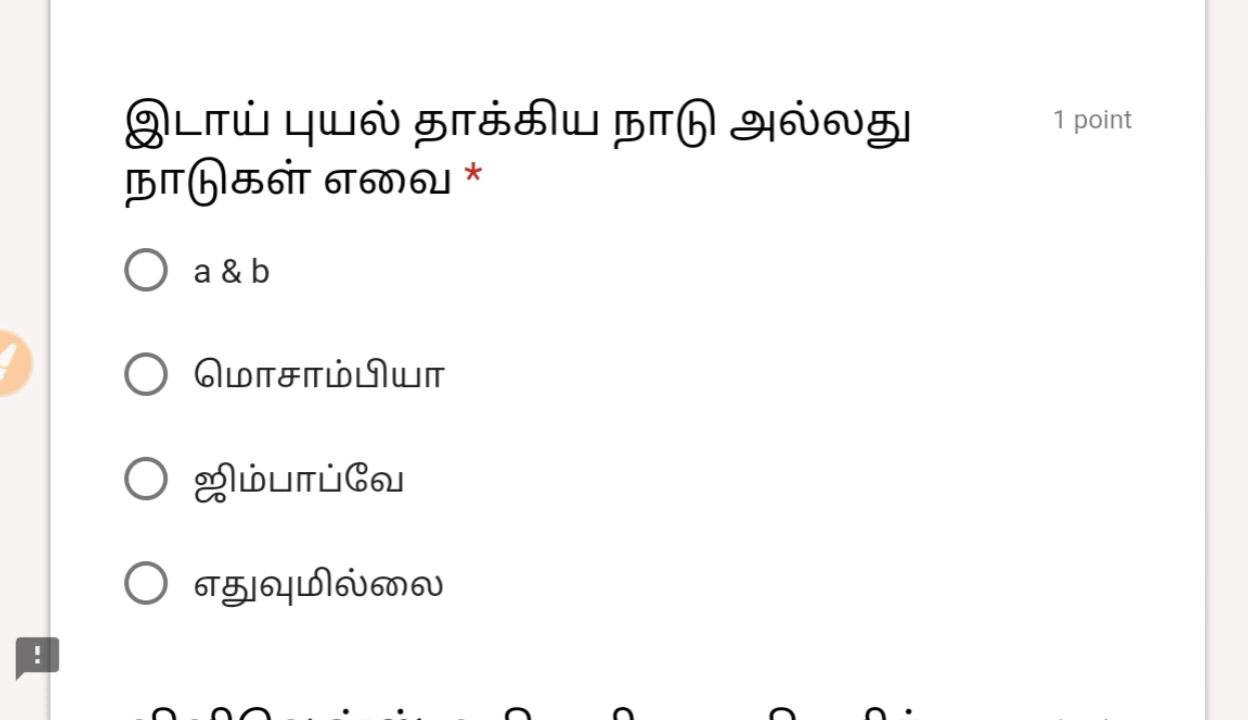 இடாய் புயல் தாக்கிய நாடு அல்லது
நாடுகள் எவை *
1 point
a & b
மொசாம்பியா
ஜிம்பாப்வே
எதுவுமில்லை